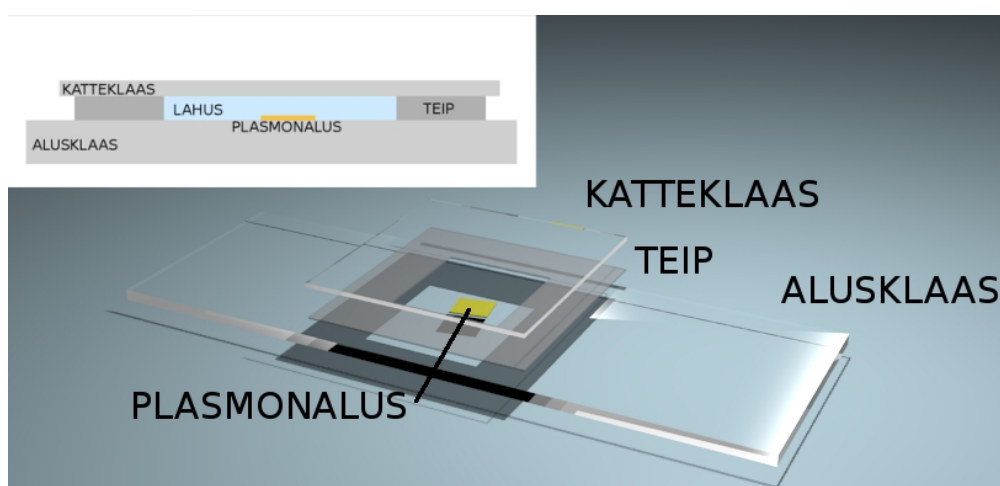 KATTEKLAAS
LAHUS
TEIP
PLASMONALUS
ALUSKLAAS
KATTEKLAAS
TEIP
ALUSKLAAS
PLASMONALUS